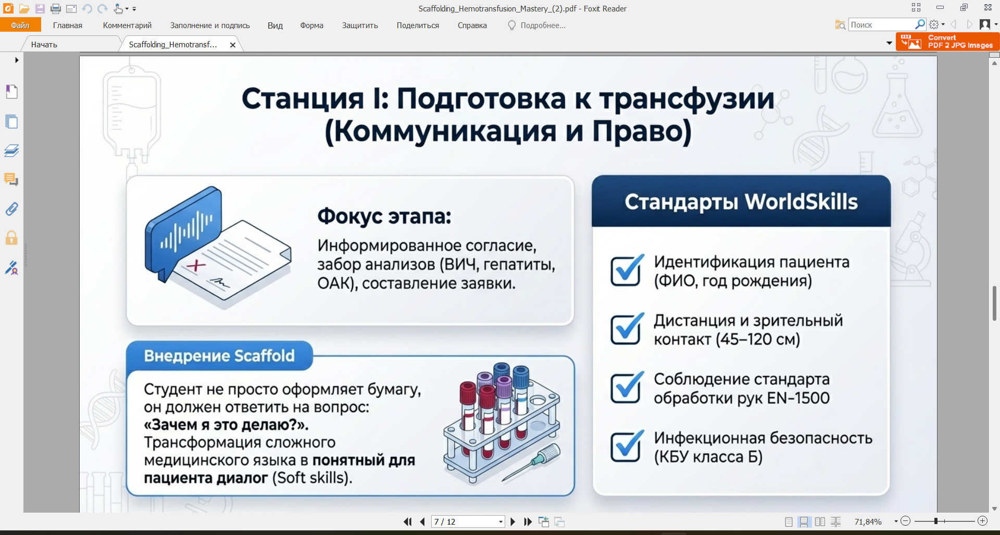 Scaffolding_Hemotransfusion_Mastery_(2).pdf - Foxit Reader
Файл Главная Комментарий Заполнение и подпись Вид Форма Защитить Поделиться Справка Подробнее... Поиск
Начать Scaffolding_Hemotransf...
PDF Convert
PDF 2 JPG Images
Станция I: Подготовка к трансфузии
(Коммуникация и Право)
Фокус этапа:
Информированное согласие,
забор анализов (ВИЧ, гепатиты,
ОАК), составление заявки.
Внедрение Scaffold
Студент не просто оформляет бумагу,
он должен ответить на вопрос:
«Зачем я это делаю?».
Трансформация сложного
медицинского языка в понятный для
пациента диалог (Soft skills).
Стандарты WorldSkills
Идентификация пациента
(ФИО, год рождения)
Дистанция и зрительный
контакт (45–120 см)
Соблюдение стандарта
обработки рук EN-1500
Инфекционная безопасность
(КБУ класса Б)
7 / 12
71,84%